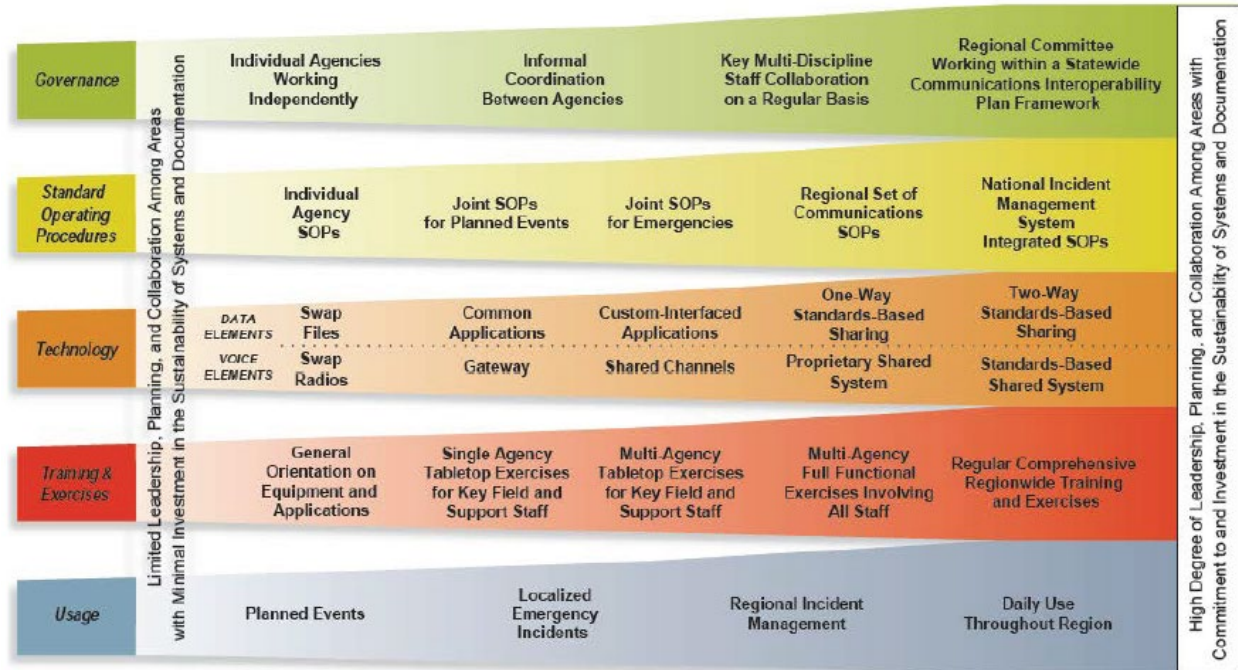 Limited Leadership, Planning, and Collaboration Among Areas
with Minimal Investment in the Sustainability of Systems and Documentation
Governance
Individual Agencies
Working
Independently
Informal
Coordination
Between Agencies
Key Multi-Discipline
Staff Collaboration
on a Regular Basis
Regional Committee
Working within a Statewide
Communications Interoperability
Plan Framework
Standard
Operating
Procedures
Individual
Agency
SOPs
Joint SOPs
for Planned Events
Joint SOPs
for Emergencies
Regional Set of
Communications
SOPs
National Incident
Management
System
Integrated SOPs
Technology
DATA
ELEMENTS
Swap
Files
Common
Applications
Custom-Interfaced
Applications
One-Way
Standards-Based
Sharing
Two-Way
Standards-Based
Sharing
VOICE
ELEMENTS
Swap
Radios
Gateway
Shared Channels
Proprietary Shared
System
Standards-Based
Shared System
Training &
Exercises
General
Orientation on
Equipment and
Applications
Single Agency
Tabletop Exercises
for Key Field and
Support Staff
Multi-Agency
Tabletop Exercises
for Key Field and
Support Staff
Multi-Agency
Full Functional
Exercises Involving
All Staff
Regular Comprehensive
Regionwide Training
and Exercises
Usage
Planned Events
Localized
Emergency
Incidents
Regional Incident
Management
Daily Use
Throughout Region
High Degree of Leadership, Planning, and Collaboration Among Areas with
Commitment to and Investment in the Sustainability of Systems and Documentation